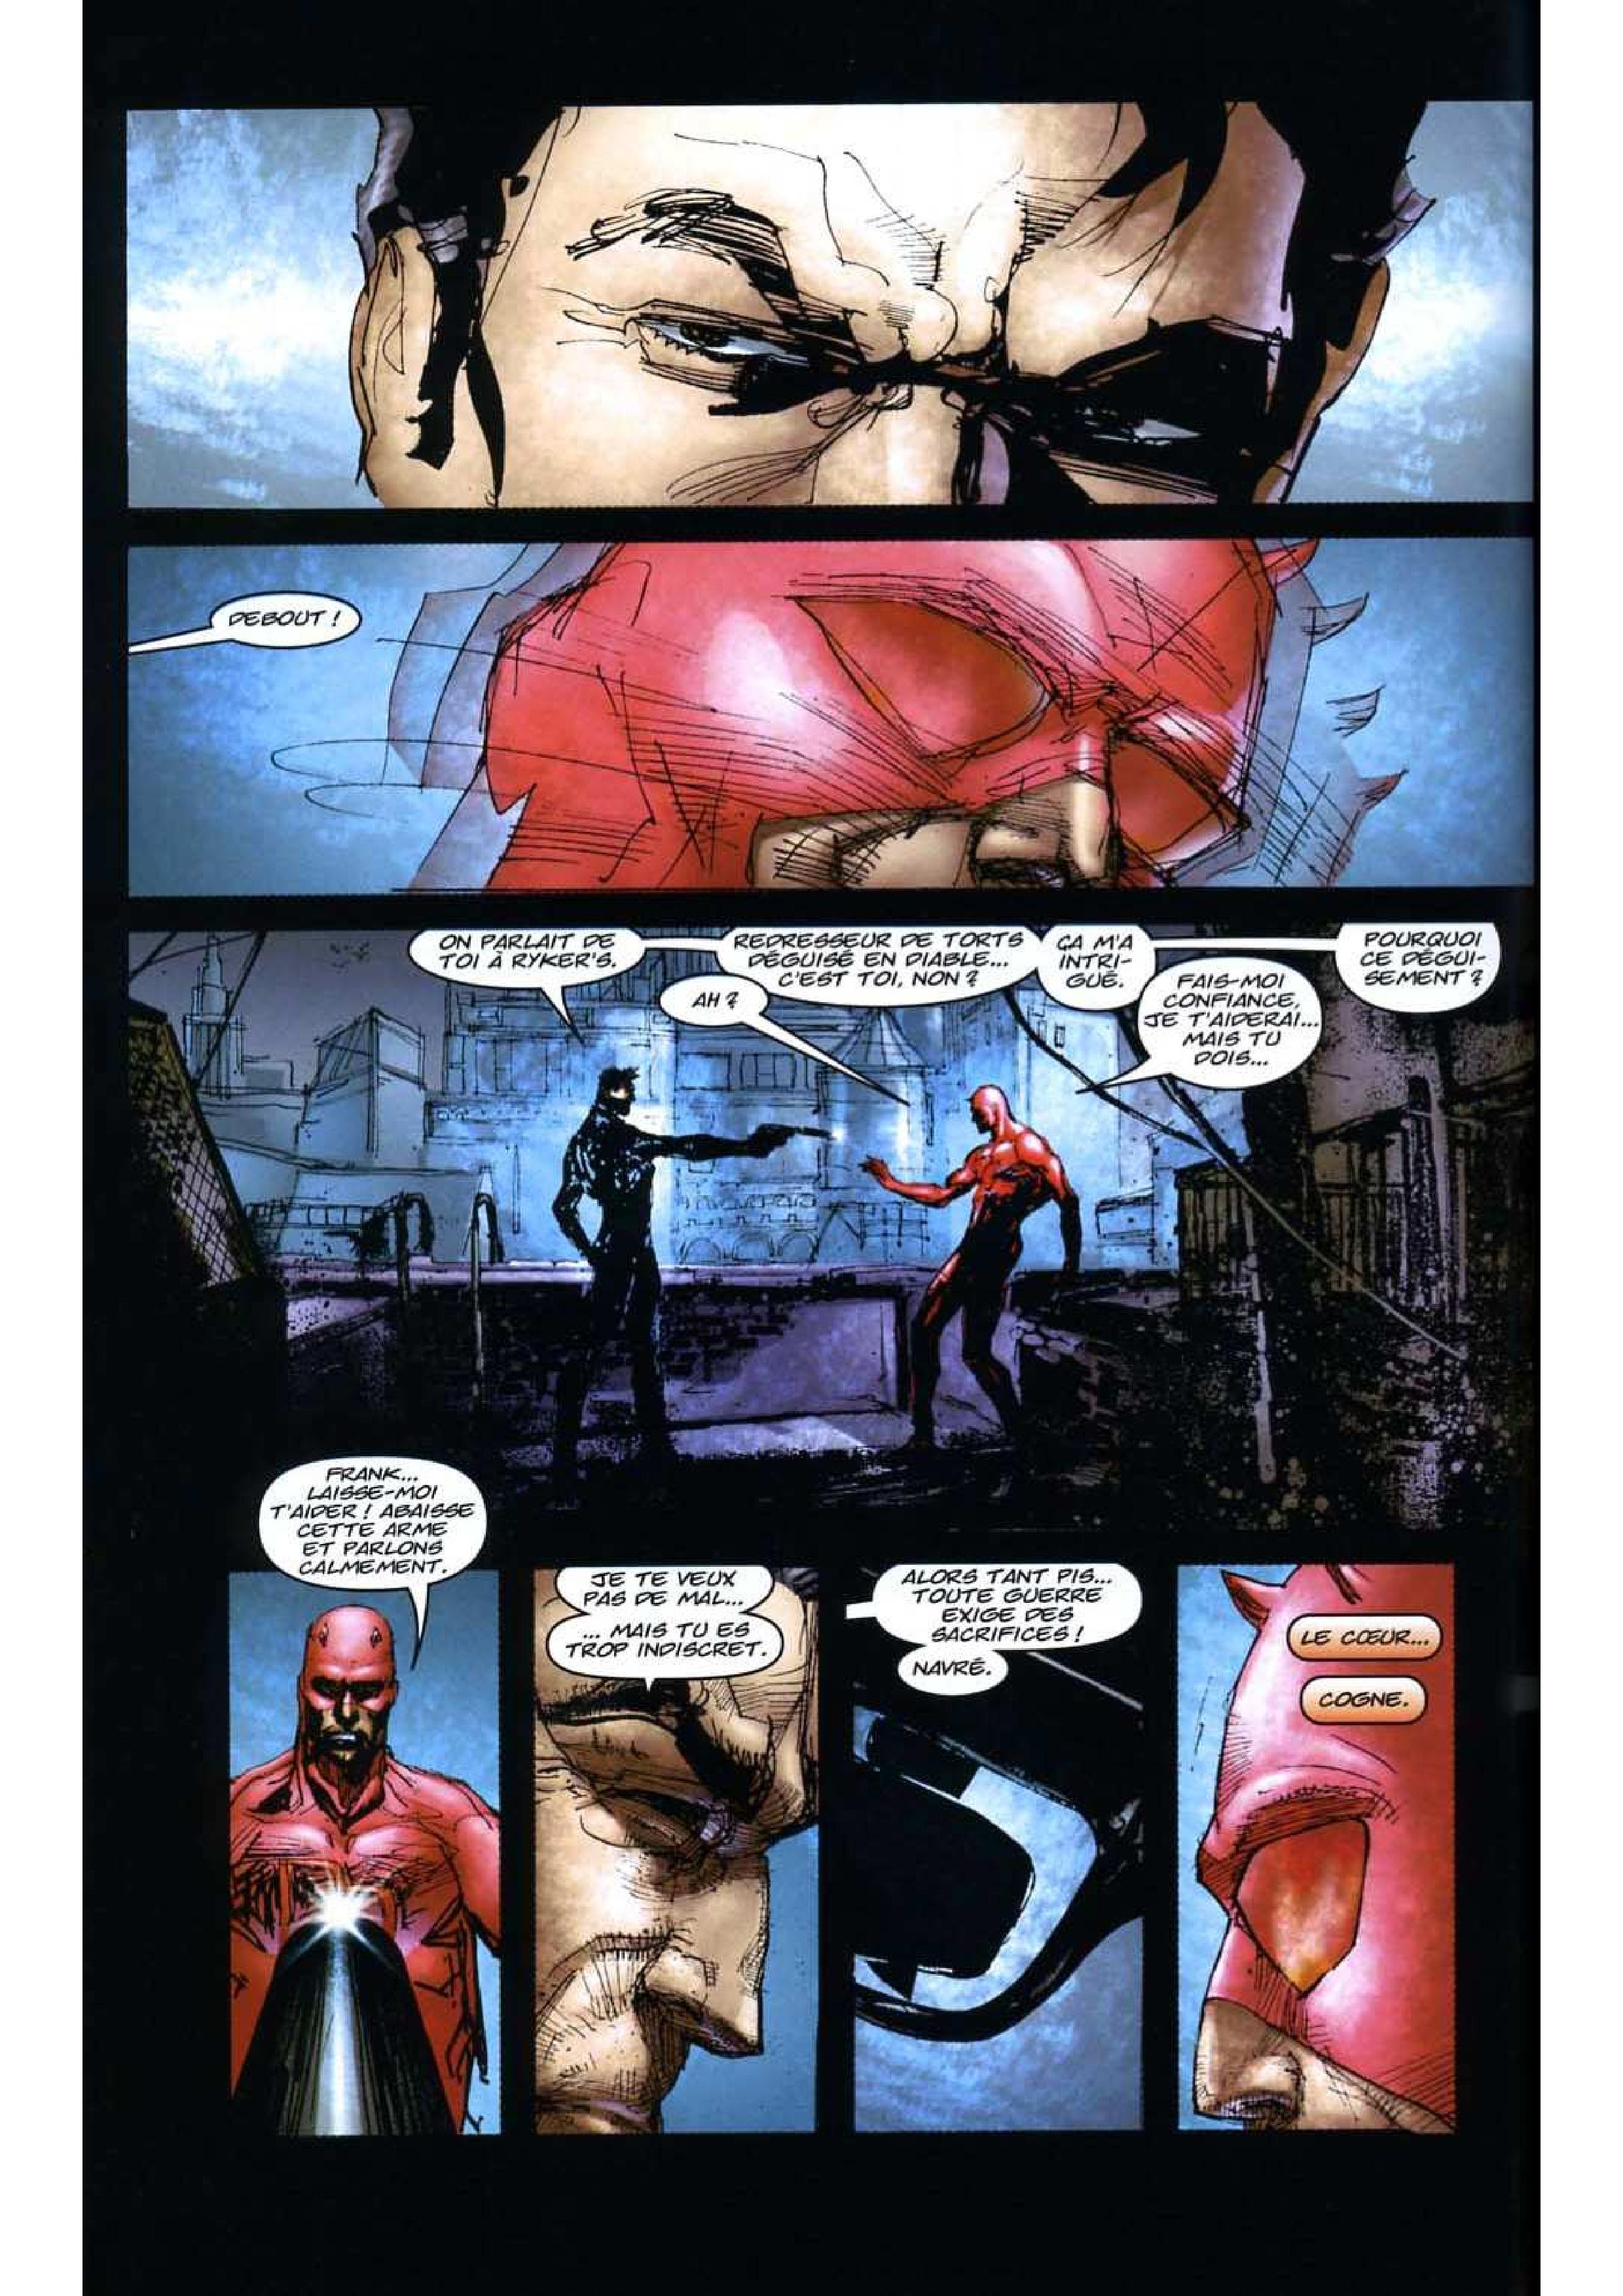 DEBOUT !
ON PARLAIT DE
TOI À RYKER'S.
REDRESSEUR DE TORTS
DÉGUISÉ EN DIABLE...
C'EST TOI, NON ?
AH ?
ÇA M'A
INTRI-
GUÉ.
POURQUOI
CE DÉGUI-
SEMENT ?
FAIS-MOI
CONFIANCE,
JE T'AIDERAI...
MAIS TU
DOIS...
FRANK...
LAISSE-MOI
T'AIDER ! ABAISSE
CETTE ARME
ET PARLONS
CALMEMENT.
JE TE VEUX
PAS DE MAL...
... MAIS TU ES
TROP INDISCRET.
ALORS TANT PIS...
TOUTE GUERRE
EXIGE DES
SACRIFICES !
NAVRÉ.
LE CŒUR...
COGNE.